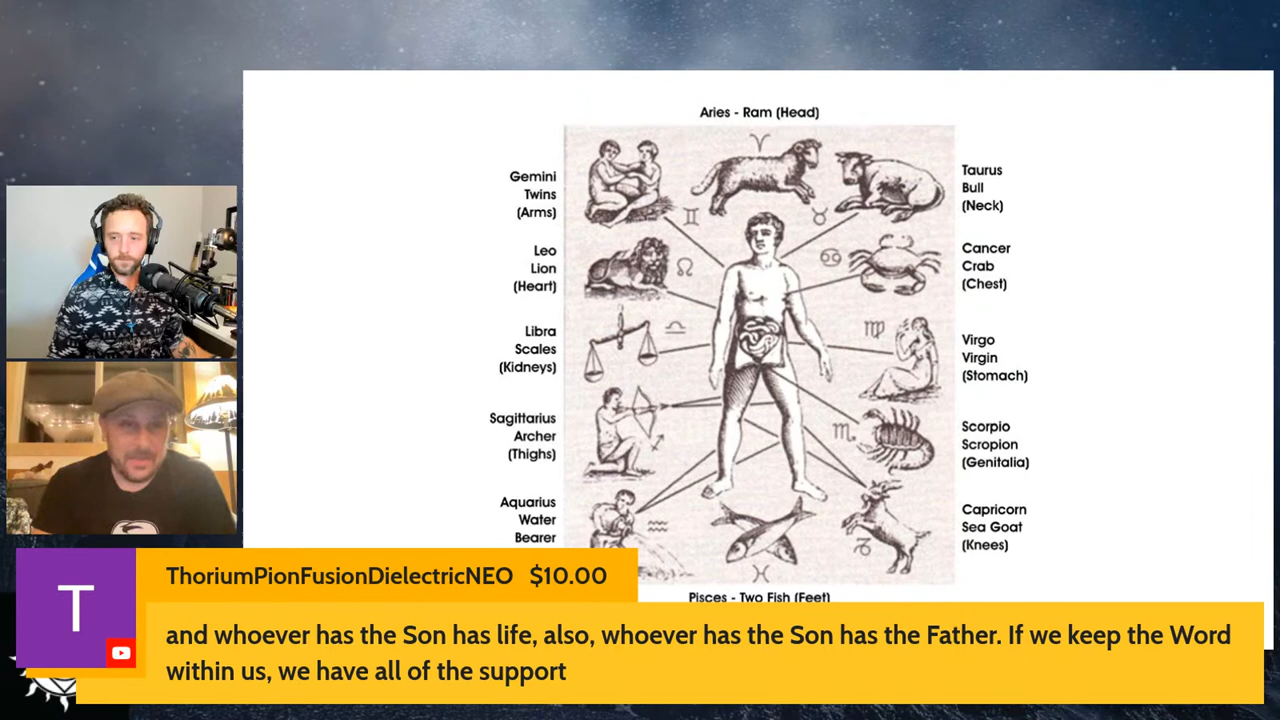 Aries - Ram (Head)
Gemini
Twins
(Arms)
Taurus
Bull
(Neck)
Leo
Lion
(Heart)
Cancer
Crab
(Chest)
Libra
Scales
(Kidneys)
Virgo
Virgin
(Stomach)
Sagittarius
Archer
(Thighs)
Scorpio
Scropion
(Genitalia)
Aquarius
Water
Bearer
Capricorn
Sea Goat
(Knees)
Pisces - Two Fish (Feet)
T
ThoriumPionFusionDielectricNEO $10.00
and whoever has the Son has life, also, whoever has the Son has the Father. If we keep the Word
within us, we have all of the support